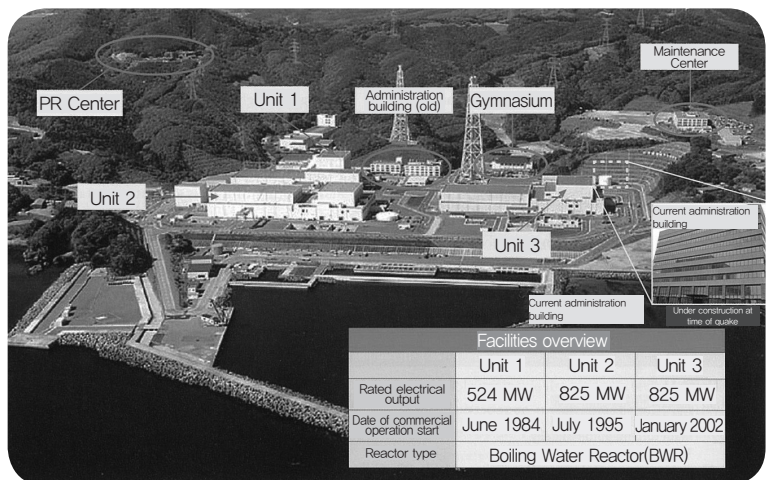 Maintenance
Center
PR Center
Unit 1
Administration
building (old)
Gymnasium
Unit 2
Current administration
building
Unit 3
Under construction at
time of quake
Current administration
building
Facilities overview
Unit 1 Unit 2 Unit 3
Rated electrical
output
524 MW 825 MW 825 MW
Date of commercial
operation start
June 1984 July 1995 January 2002
Reactor type Boiling Water Reactor(BWR)